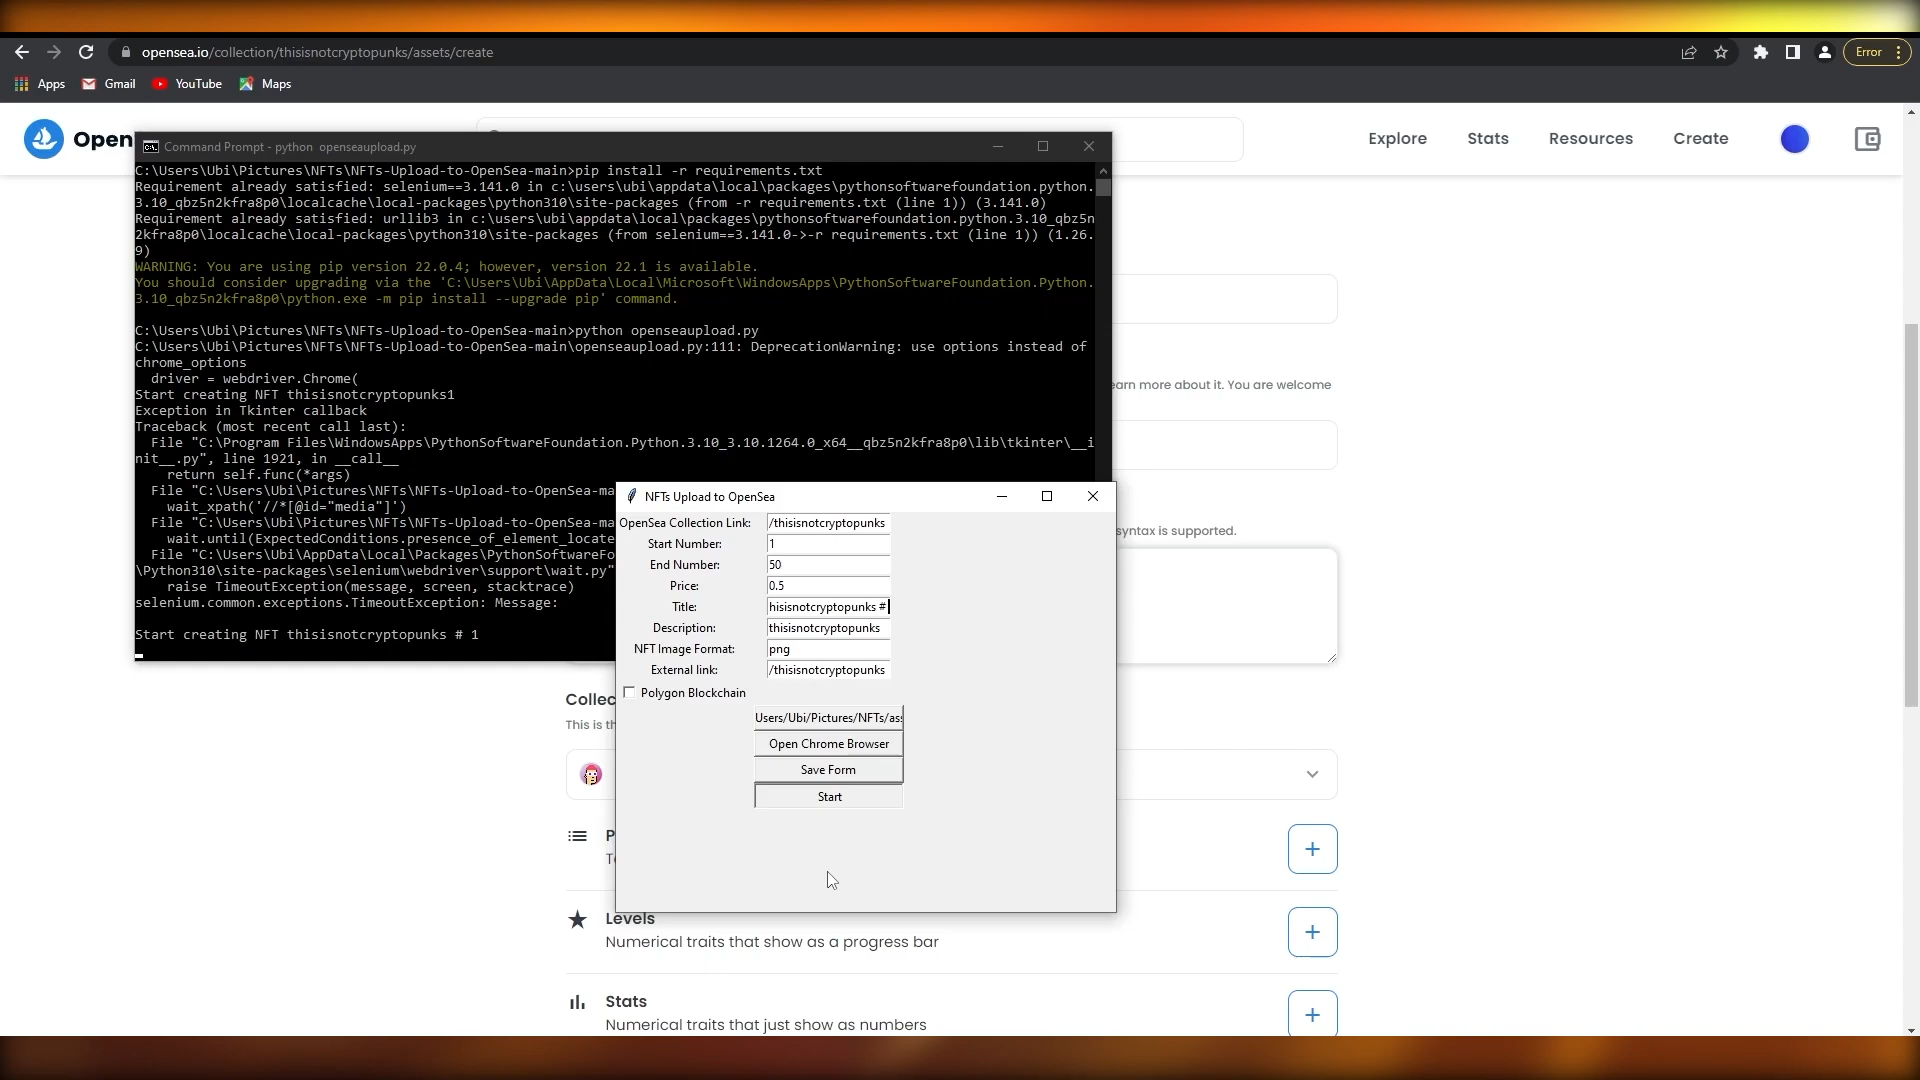 opensea.io/collection/thisisnotcryptopunks/assets/create
Error
Apps
Gmail
YouTube
Maps
Open
Explore
Stats
Resources
Create
Command Prompt - python  openseaupload.py
C:\Users\Ubi\Pictures\NFTs\NFTs-Upload-to-OpenSea-main>pip install -r requirements.txt
Requirement already satisfied: selenium==3.141.0 in c:\users\ubi\appdata\local\packages\pythonsoftwarefoundation.python.
3.10_qbz5n2kfra8p0\localcache\local-packages\python310\site-packages (from -r requirements.txt (line 1)) (3.141.0)
Requirement already satisfied: urllib3 in c:\users\ubi\appdata\local\packages\pythonsoftwarefoundation.python.3.10_qbz5n
2kfra8p0\localcache\local-packages\python310\site-packages (from selenium==3.141.0->-r requirements.txt (line 1)) (1.26.
9)
WARNING: You are using pip version 22.0.4; however, version 22.1 is available.
You should consider upgrading via the 'C:\Users\Ubi\AppData\Local\Microsoft\WindowsApps\PythonSoftwareFoundation.Python.
3.10_qbz5n2kfra8p0\python.exe -m pip install --upgrade pip' command.
C:\Users\Ubi\Pictures\NFTs\NFTs-Upload-to-OpenSea-main>python openseaupload.py
C:\Users\Ubi\Pictures\NFTs\NFTs-Upload-to-OpenSea-main\openseaupload.py:111: DeprecationWarning: use options instead of
chrome_options
driver = webdriver.Chrome(
Start creating NFT thisisnotcryptopunks1
Exception in Tkinter callback
Traceback (most recent call last):
File "C:\Program Files\WindowsApps\PythonSoftwareFoundation.Python.3.10_3.10.1264.0_x64__qbz5n2kfra8p0\lib\tkinter\__i
nit__.py", line 1921, in __call__
return self.func(*args)
File "C:\Users\Ubi\Pictures\NFTs\NFTs-Upload-to-OpenSea-ma
wait_xpath('//*[@id="media"]')
File "C:\Users\Ubi\Pictures\NFTs\NFTs-Upload-to-OpenSea-ma
wait.until(ExpectedConditions.presence_of_element_locate
File "C:\Users\Ubi\AppData\Local\Packages\PythonSoftwareFo
\Python310\site-packages\selenium\webdriver\support\wait.py"
raise TimeoutException(message, screen, stacktrace)
selenium.common.exceptions.TimeoutException: Message:
Start creating NFT thisisnotcryptopunks # 1
earn more about it. You are welcome
syntax is supported.
NFTs Upload to OpenSea
OpenSea Collection Link: /thisisnotcryptopunks
Start Number: 1
End Number: 50
Price: 0.5
Title: hisisnotcryptopunks #
Description: thisisnotcryptopunks
NFT Image Format: png
External link: /thisisnotcryptopunks
Polygon Blockchain
Users/Ubi/Pictures/NFTs/ass
Open Chrome Browser
Save Form
Start
Collec
This is th
P
Te
Levels
Numerical traits that show as a progress bar
Stats
Numerical traits that just show as numbers